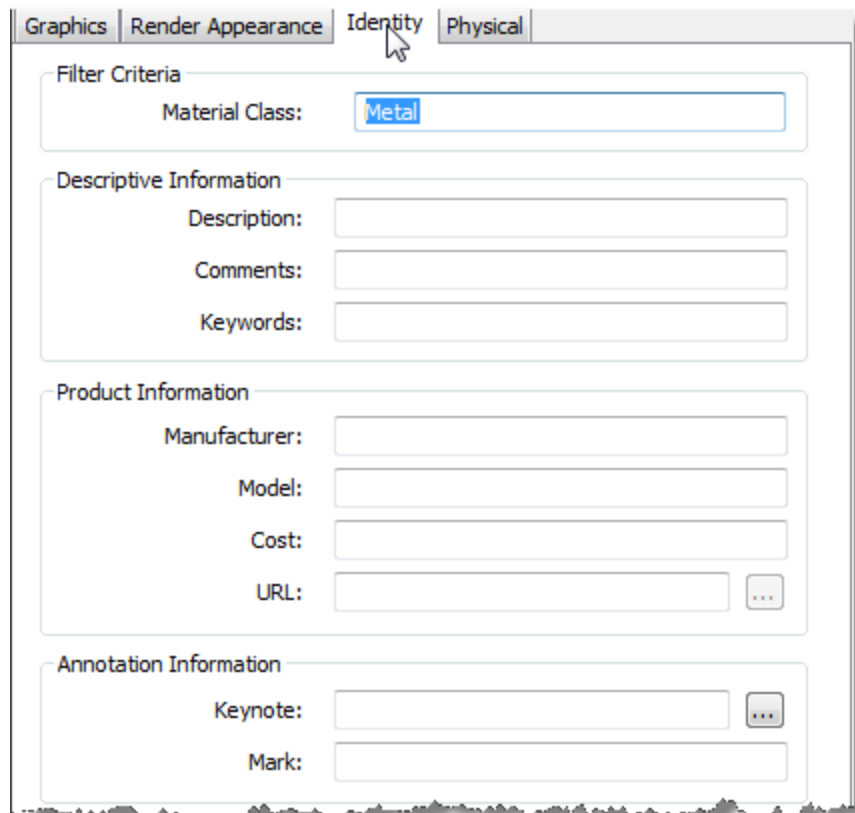 Graphics Render Appearance Identity Physical
Filter Criteria
Material Class: Metal
Descriptive Information
Description:
Comments:
Keywords:
Product Information
Manufacturer:
Model:
Cost:
URL: ...
Annotation Information
Keynote: ...
Mark: